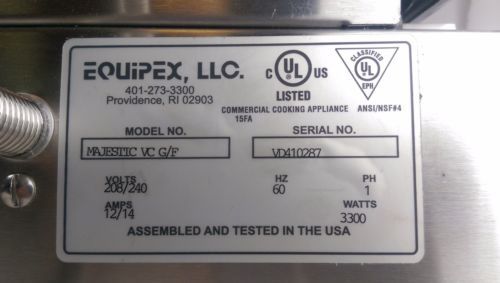 EQUIPEX, LLC.
401-273-3300
Providence, RI 02903
C UL US
LISTED
COMMERCIAL COOKING APPLIANCE
15FA
CLASSIFIED
UL
EPH
ANSI/NSF#4
MODEL NO.
SERIAL NO.
MAJESTIC VC G/F
VD410287
VOLTS
HZ
PH
208/240
60
1
AMPS
WATTS
12/14
3300
ASSEMBLED AND TESTED IN THE USA